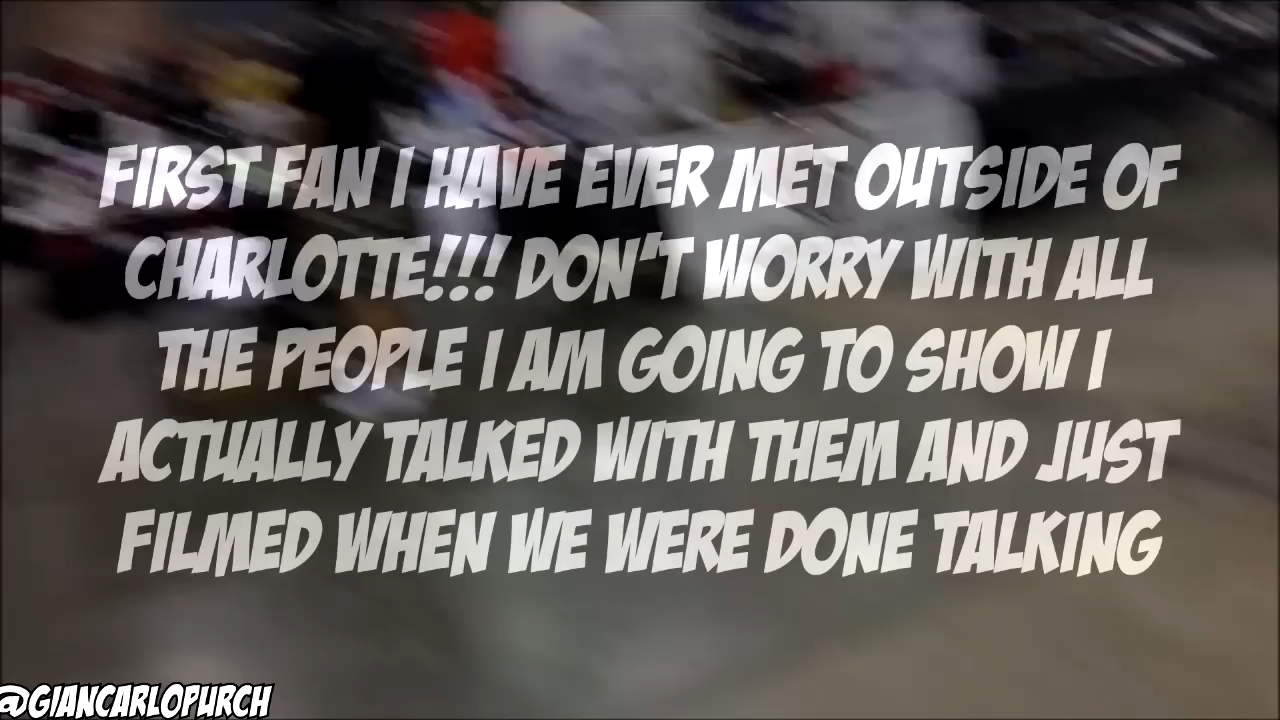 FIRST FAN I HAVE EVER MET OUTSIDE OF
CHARLOTTE!!! DON'T WORRY WITH ALL
THE PEOPLE I AM GOING TO SHOW I
ACTUALLY TALKED WITH THEM AND JUST
FILMED WHEN WE WERE DONE TALKING
@GIANCARLOPURCH